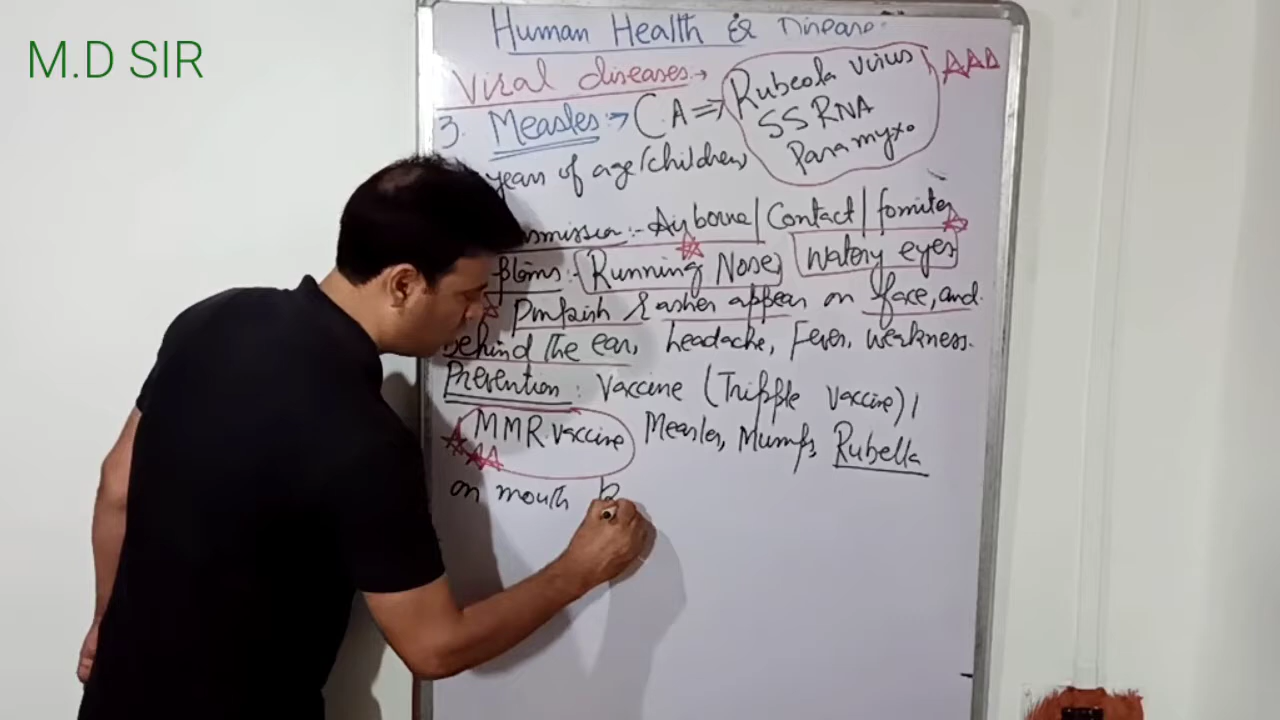 M.D SIR
Human Health & Disease
Viral diseases:→
3. Measles:→ C.A ⇒ Rubeola virus
SS RNA
Paramyxo
years of age/children
smission:- Airborne/Contact/fomites
ptoms:- Running Nose, Watery eyes
Pinkish Rashes appear on face, and
behind the ear, headache, Fever, weakness.
Prevention: Vaccine (Tripple vaccine)/
MMR vaccine Measles, Mumps, Rubella
on mouth